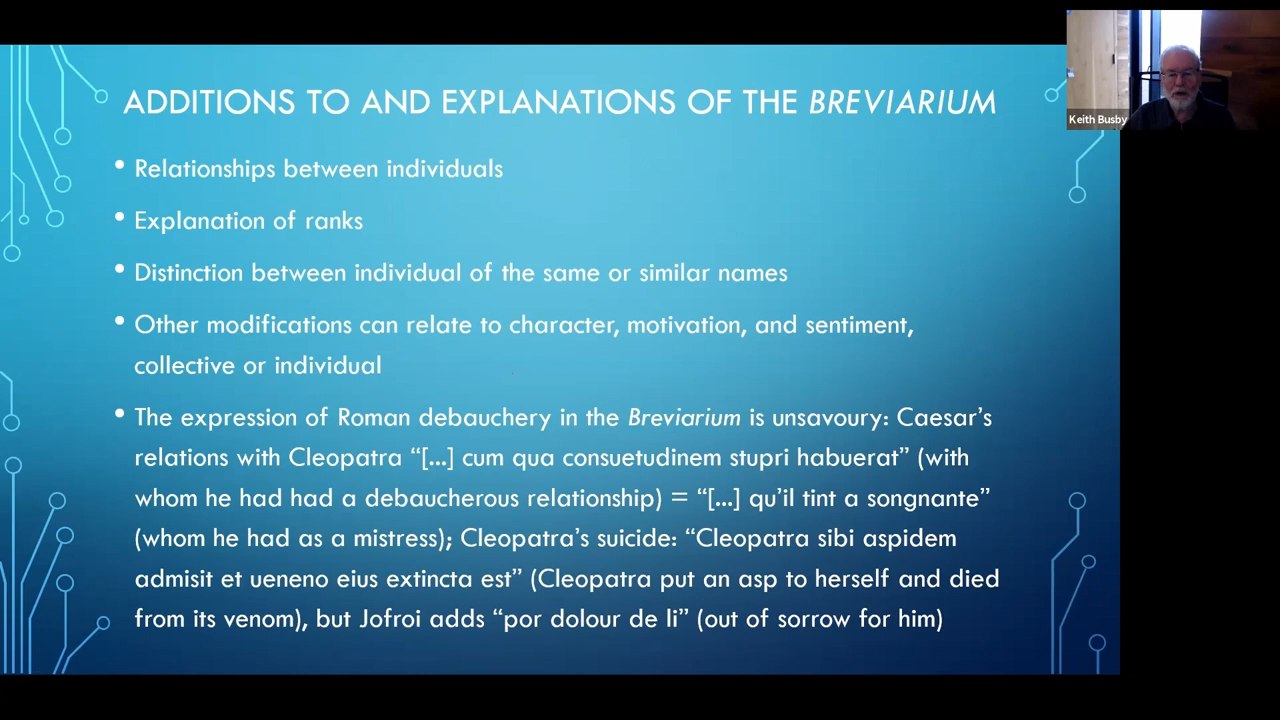 ADDITIONS TO AND EXPLANATIONS OF THE BREVIARIUM
• Relationships between individuals
• Explanation of ranks
• Distinction between individual of the same or similar names
• Other modifications can relate to character, motivation, and sentiment,
collective or individual
• The expression of Roman debauchery in the Breviarium is unsavoury: Caesar’s
relations with Cleopatra “[...] cum qua consuetudinem stupri habuerat” (with
whom he had had a debaucherous relationship) = “[...] qu’il tint a songnante”
(whom he had as a mistress); Cleopatra’s suicide: “Cleopatra sibi aspidem
admisit et ueneno eius extincta est” (Cleopatra put an asp to herself and died
from its venom), but Jofroi adds “por dolour de li” (out of sorrow for him)
Keith Busby